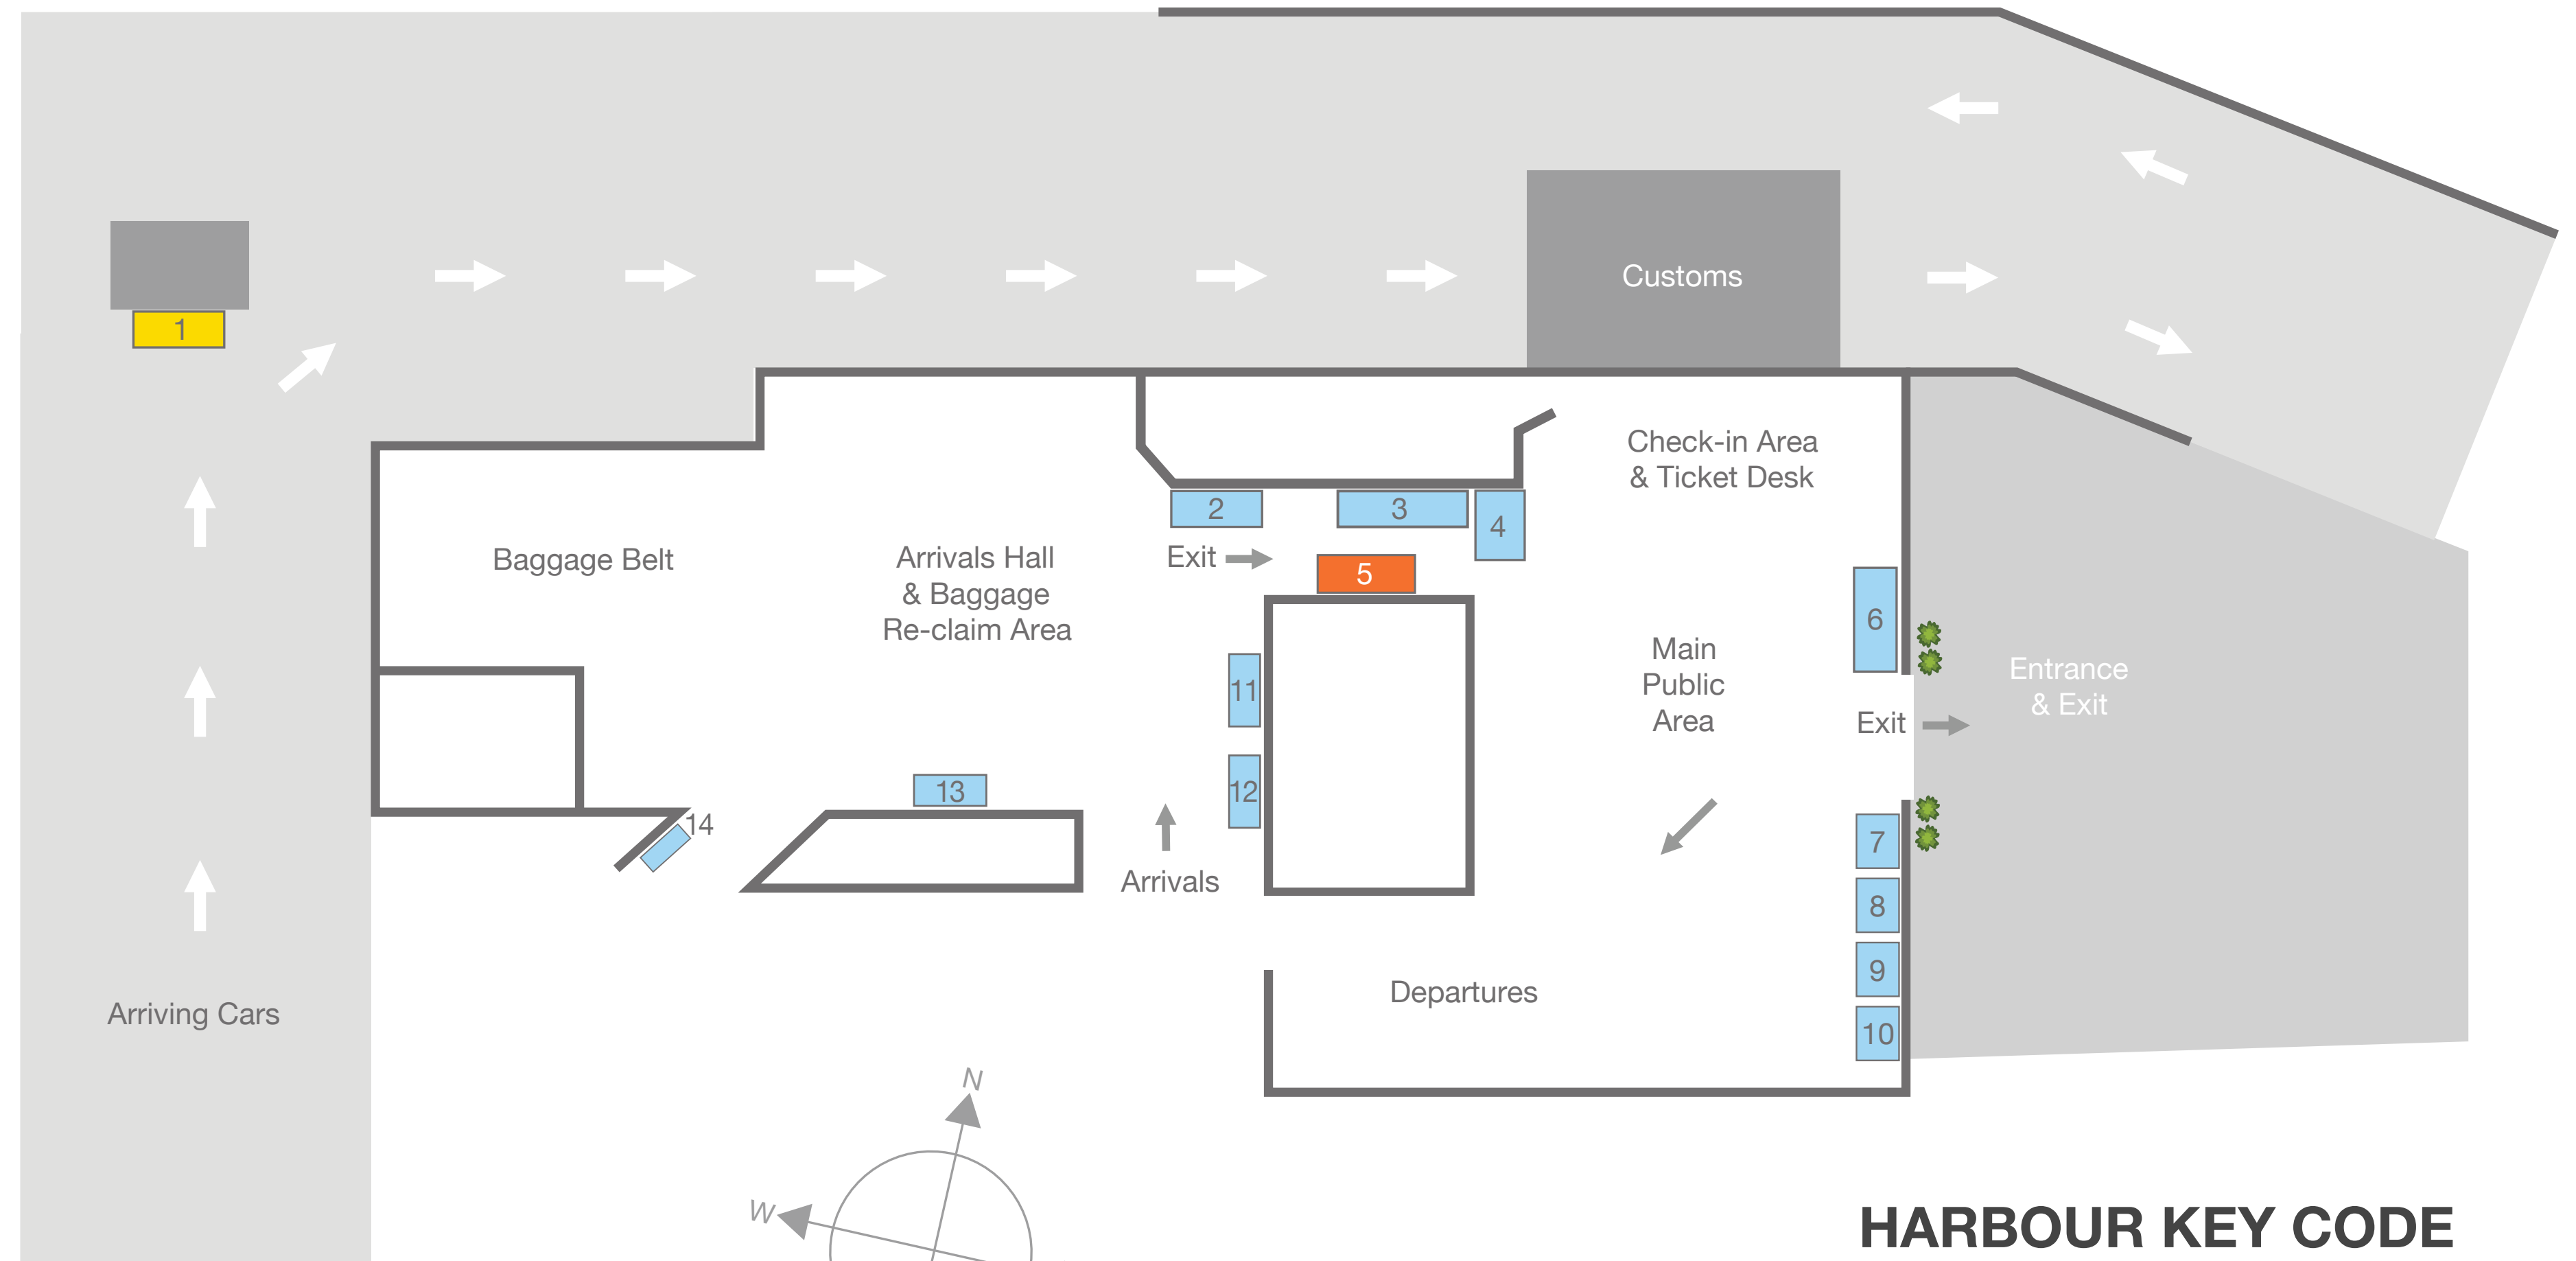 Customs
1
Check-in Area
& Ticket Desk
2
3
4
Baggage Belt
Arrivals Hall
& Baggage
Re-claim Area
Exit
5
6
Main
Public
Area
Entrance
& Exit
11
Exit
12
13
14
7
Arrivals
8
9
Departures
10
Arriving Cars
N
W
HARBOUR KEY CODE